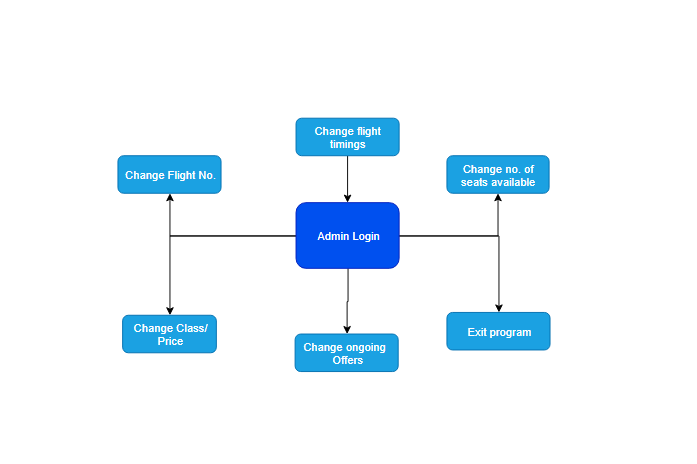 Change flight
timings
Change Flight No.
Change no. of
seats available
Admin Login
Change Class/
Price
Change ongoing
Offers
Exit program